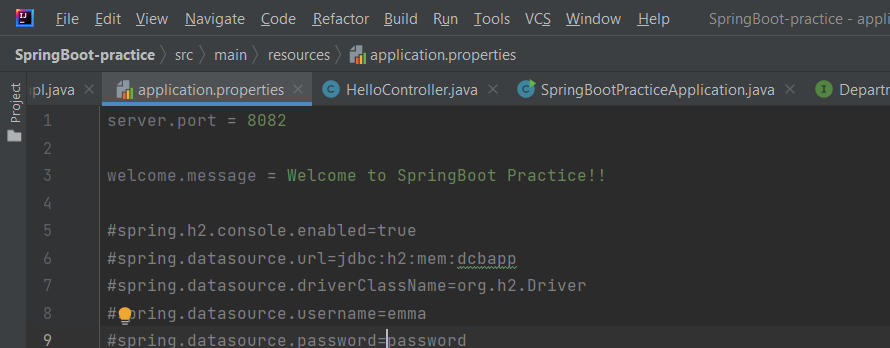 File Edit View Navigate Code Refactor Build Run Tools VCS Window Help SpringBoot-practice - appli
SpringBoot-practice src main resources application.properties
Project
pl.java application.properties HelloController.java SpringBootPracticeApplication.java Departm
1 server.port = 8082
2
3 welcome.message = Welcome to SpringBoot Practice!!
4
5 #spring.h2.console.enabled=true
6 #spring.datasource.url=jdbc:h2:mem:dcbapp
7 #spring.datasource.driverClassName=org.h2.Driver
8 #spring.datasource.username=emma
9 #spring.datasource.password=password